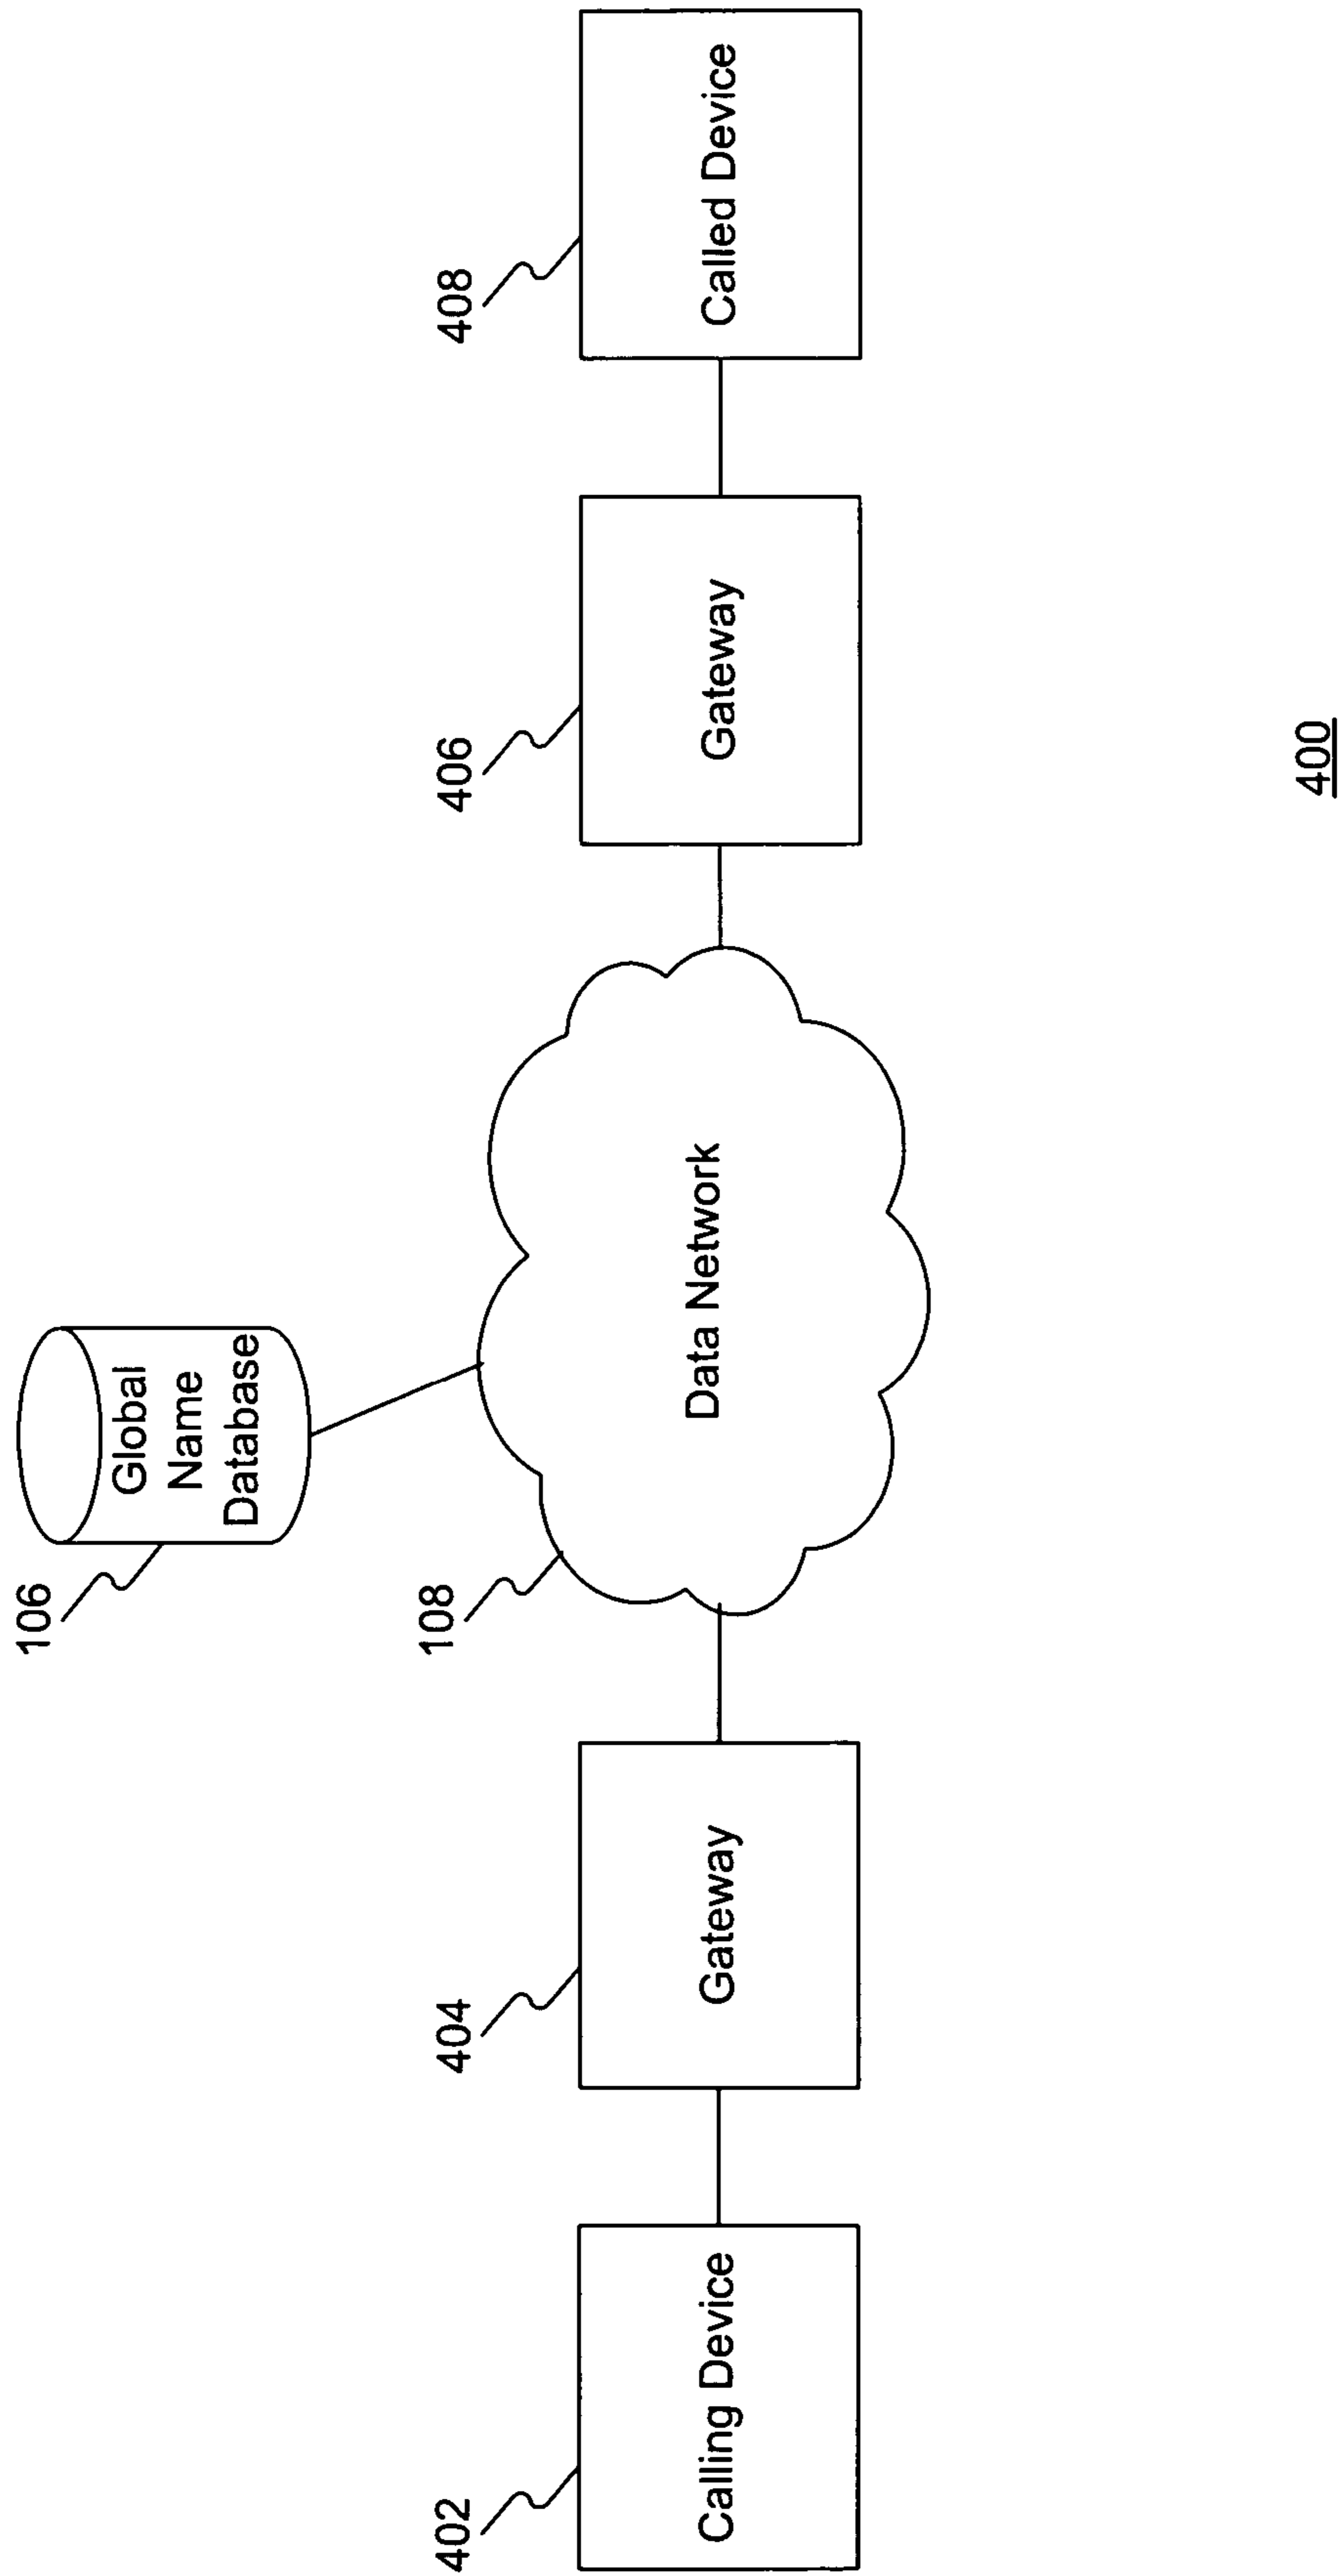 106
Global
Name
Database
402
404
108
406
408
Calling Device
Gateway
Data Network
Gateway
Called Device
400